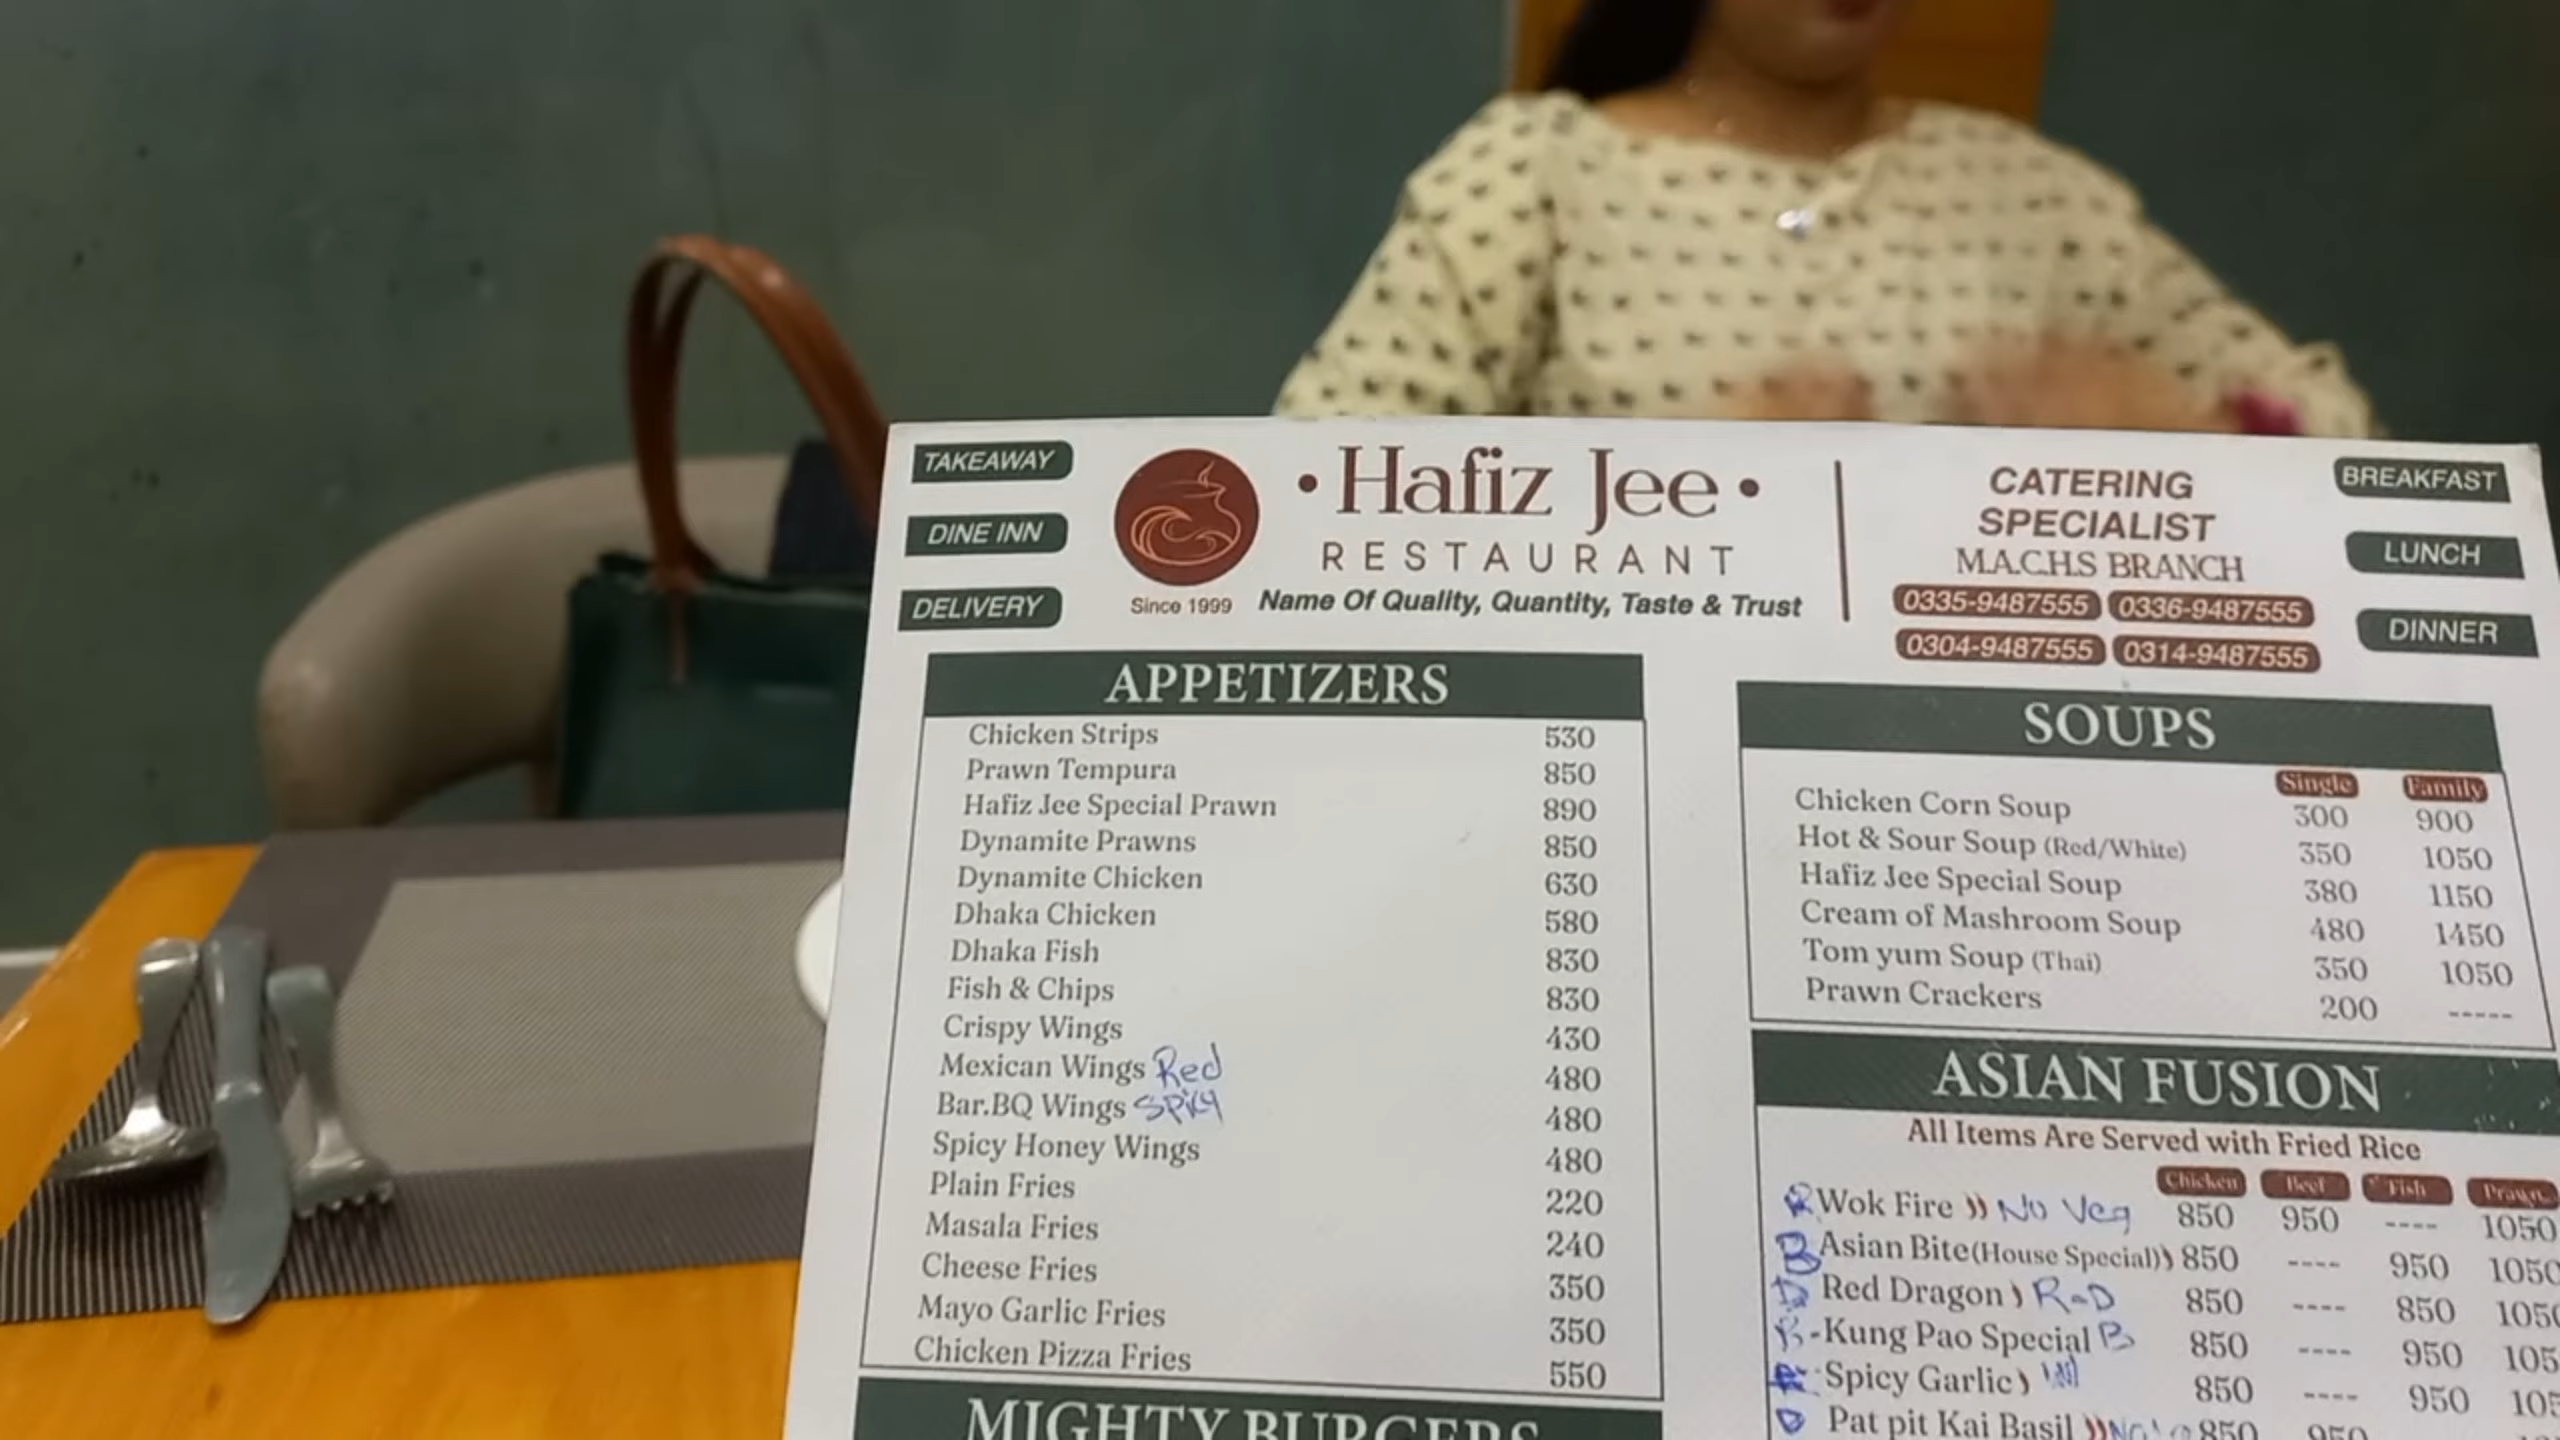 TAKEAWAY
DINE INN
DELIVERY
• Hafiz Jee •
RESTAURANT
Since 1999
Name Of Quality, Quantity, Taste & Trust
CATERING
SPECIALIST
M.A.C.H.S BRANCH
0335-9487555 0336-9487555
0304-9487555 0314-9487555
BREAKFAST
LUNCH
DINNER
APPETIZERS
Chicken Strips 530
Prawn Tempura 850
Hafiz Jee Special Prawn 890
Dynamite Prawns 850
Dynamite Chicken 630
Dhaka Chicken 580
Dhaka Fish 830
Fish & Chips 830
Crispy Wings 430
Mexican Wings Red 480
Bar.BQ Wings Spicy 480
Spicy Honey Wings 480
Plain Fries 220
Masala Fries 240
Cheese Fries 350
Mayo Garlic Fries 350
Chicken Pizza Fries 550
MIGHTY BURGERS
SOUPS
Single Family
Chicken Corn Soup 300 900
Hot & Sour Soup (Red/White) 350 1050
Hafiz Jee Special Soup 380 1150
Cream of Mashroom Soup 480 1450
Tom yum Soup (Thai) 350 1050
Prawn Crackers 200 -----
ASIAN FUSION
All Items Are Served with Fried Rice
Chicken Beef Fish Prawn
Wok Fire No Veg 850 950 ---- 1050
B Asian Bite(House Special) 850 ---- 950 1050
Red Dragon 850 ---- 850
Kung Pao Special B 850 ---- 950
Spicy Garlic 850 ---- 950
Pat pit Kai Basil 850 950